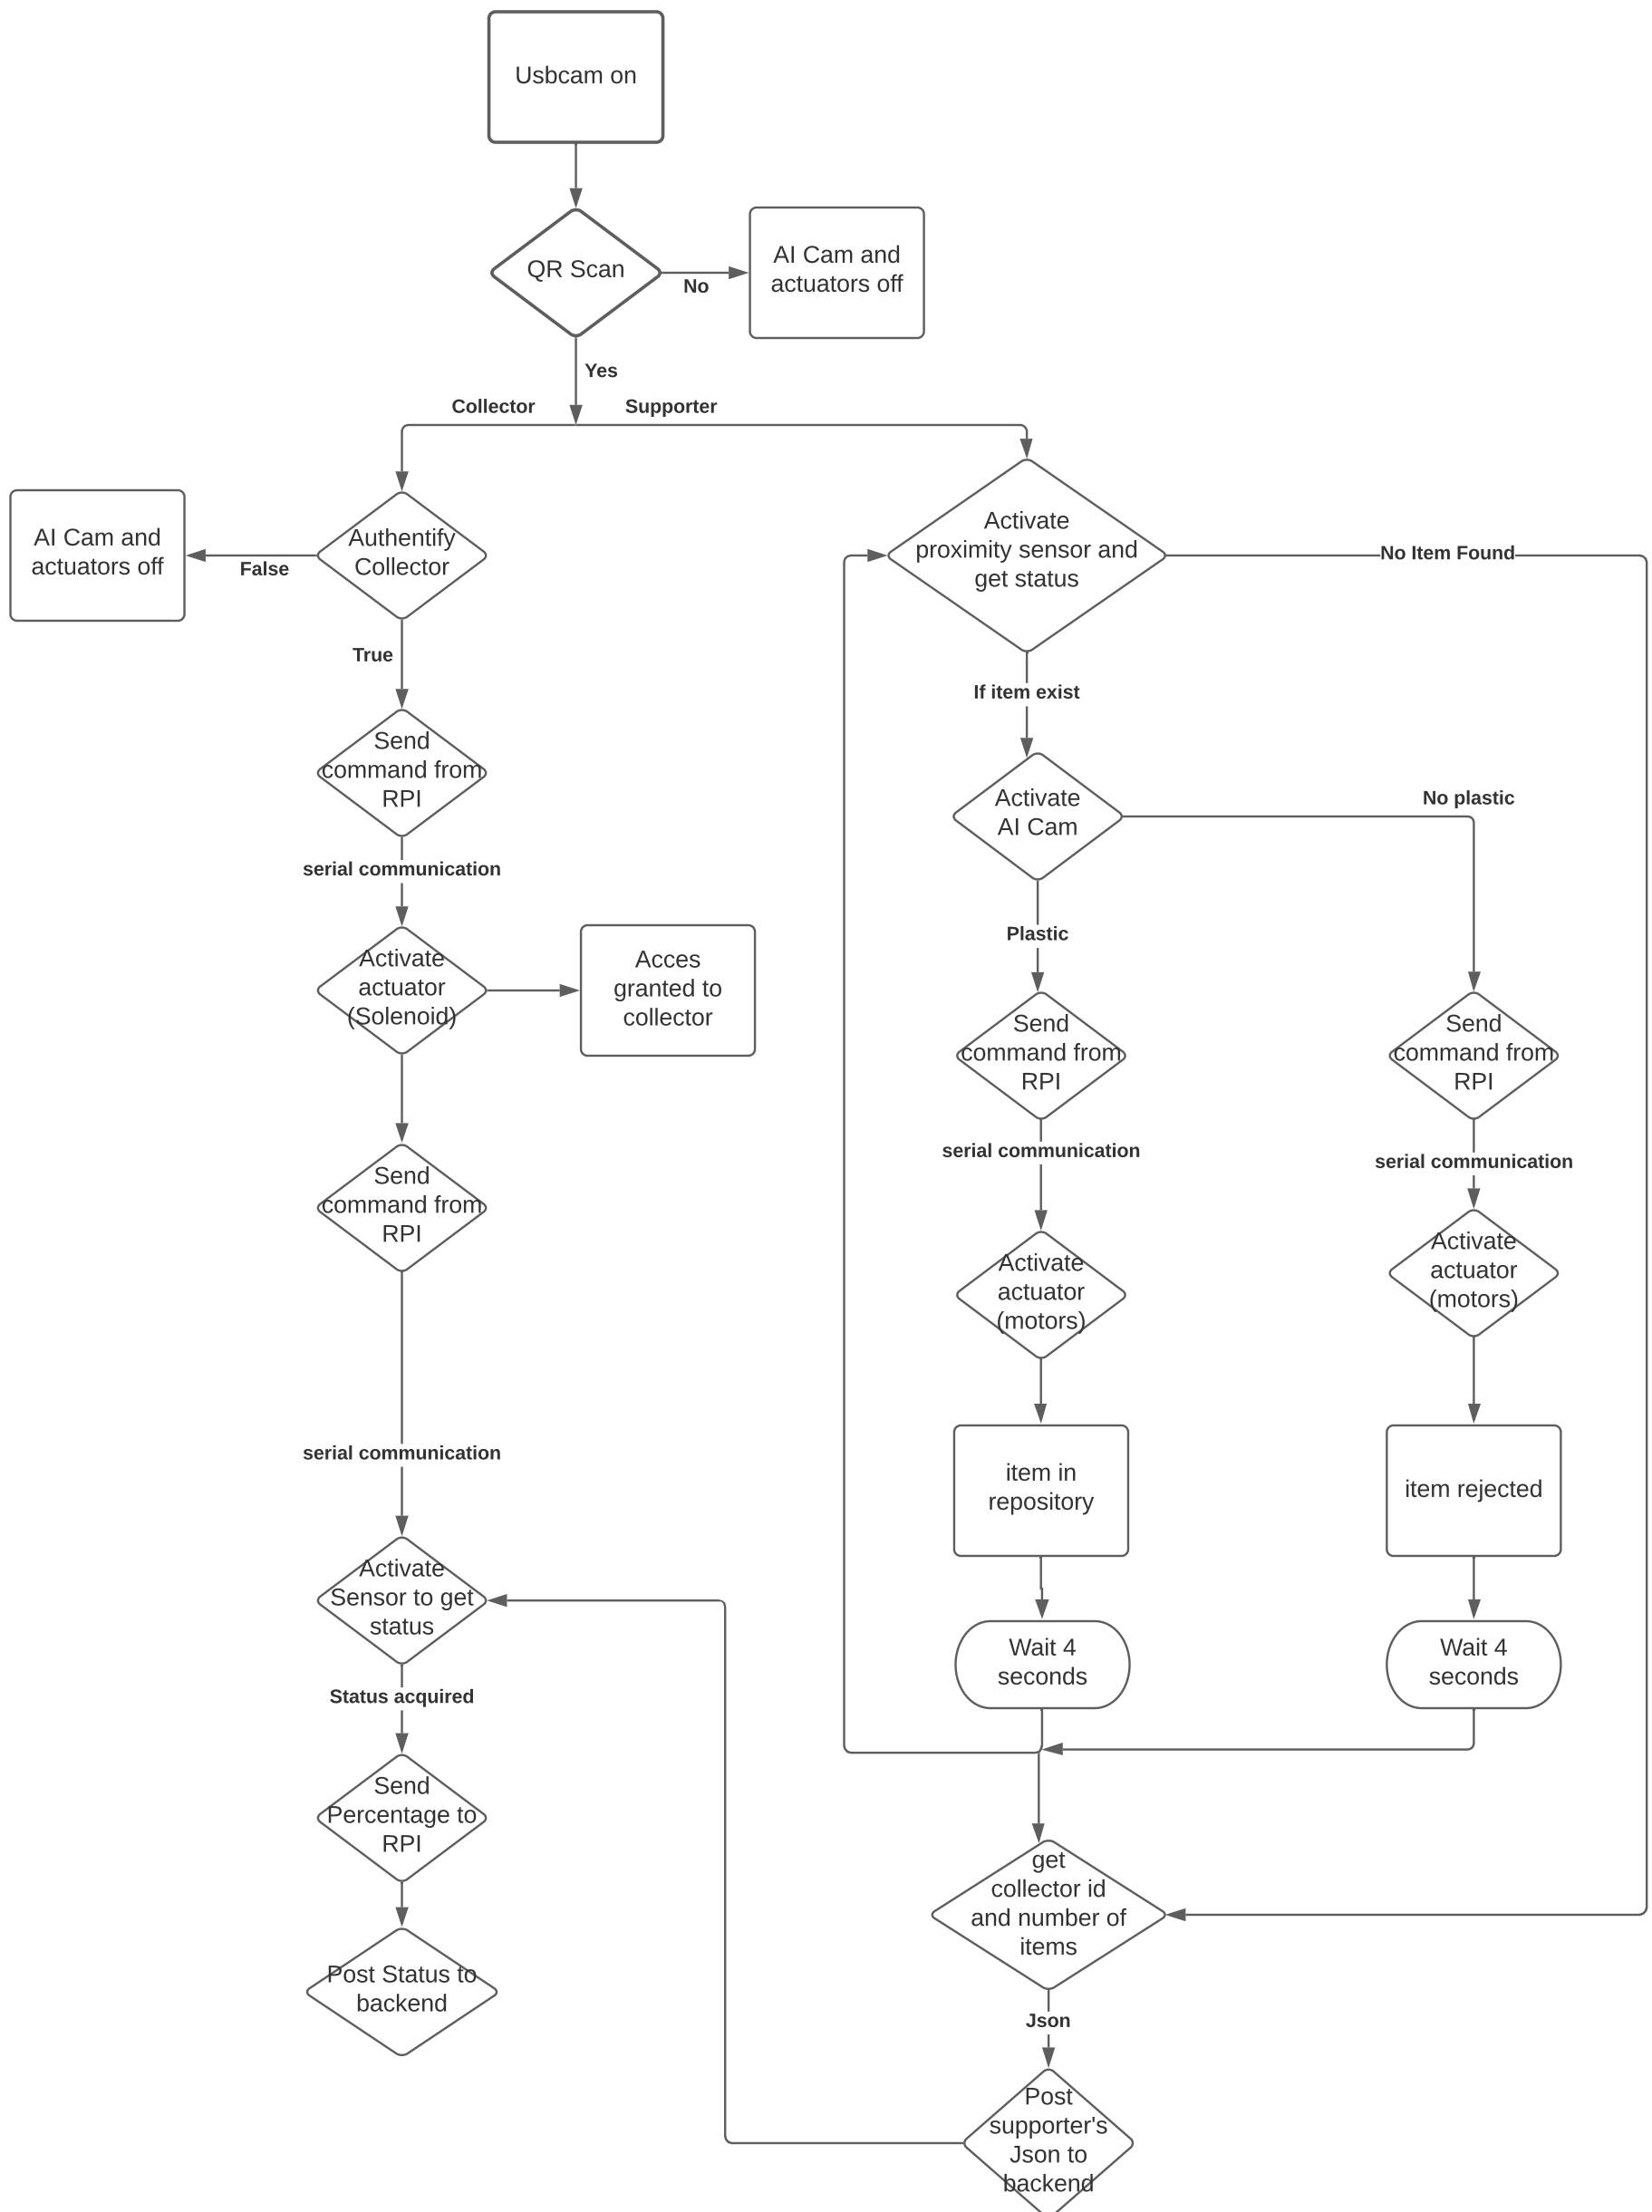 Usbcam on
QR Scan
No
AI Cam and
actuators off
Yes
Collector
Supporter
AI Cam and
actuators off
False
Authentify
Collector
Activate
proximity sensor and
get status
No Item Found
True
If item exist
Send
command from
RPI
Activate
AI Cam
No plastic
serial communication
Plastic
Activate
actuator
(Solenoid)
Acces
granted to
collector
Send
command from
RPI
Send
command from
RPI
serial communication
serial communication
Send
command from
RPI
Activate
actuator
(motors)
Activate
actuator
(motors)
serial communication
item in
repository
item rejected
Activate
Sensor to get
status
Wait 4
seconds
Wait 4
seconds
Status acquired
Send
Percentage to
RPI
get
collector id
and number of
items
Post Status to
backend
Json
Post
supporter's
Json to
backend